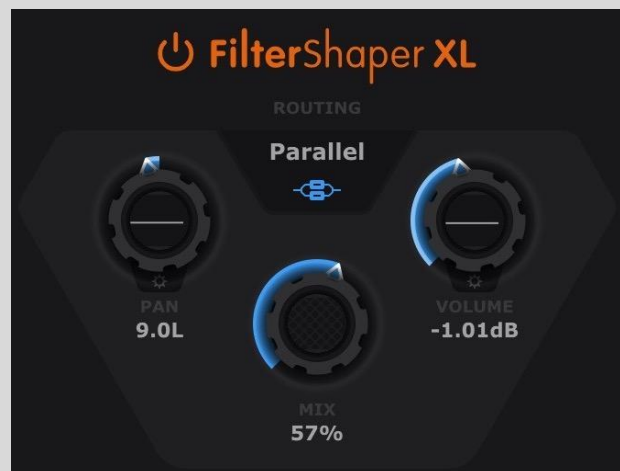 FilterShaper XL
ROUTING
Parallel
PAN
9.0L
VOLUME
-1.01dB
MIX
57%